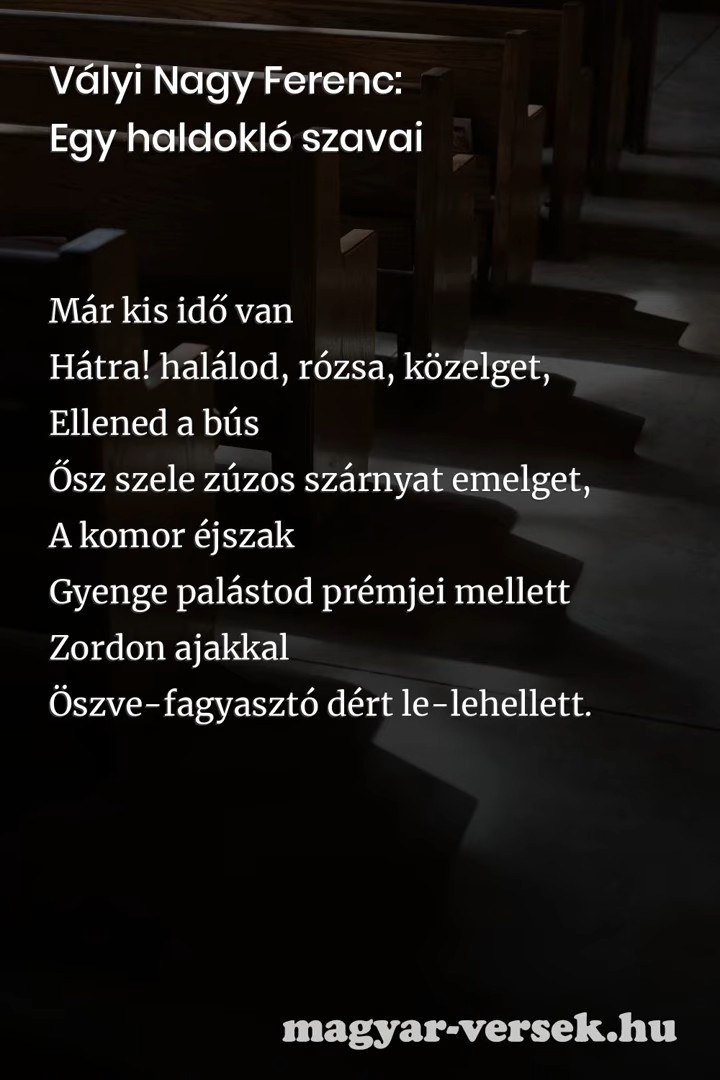 Vályi Nagy Ferenc:
Egy haldokló szavai
Már kis idő van
Hátra! halálod, rózsa, közelget,
Ellened a bús
Ősz szele zúzos szárnyat emelget,
A komor éjszak
Gyenge palástod prémjei mellett
Zordon ajakkal
Öszve-fagyasztó dért le-lehellett.
magyar-versek.hu